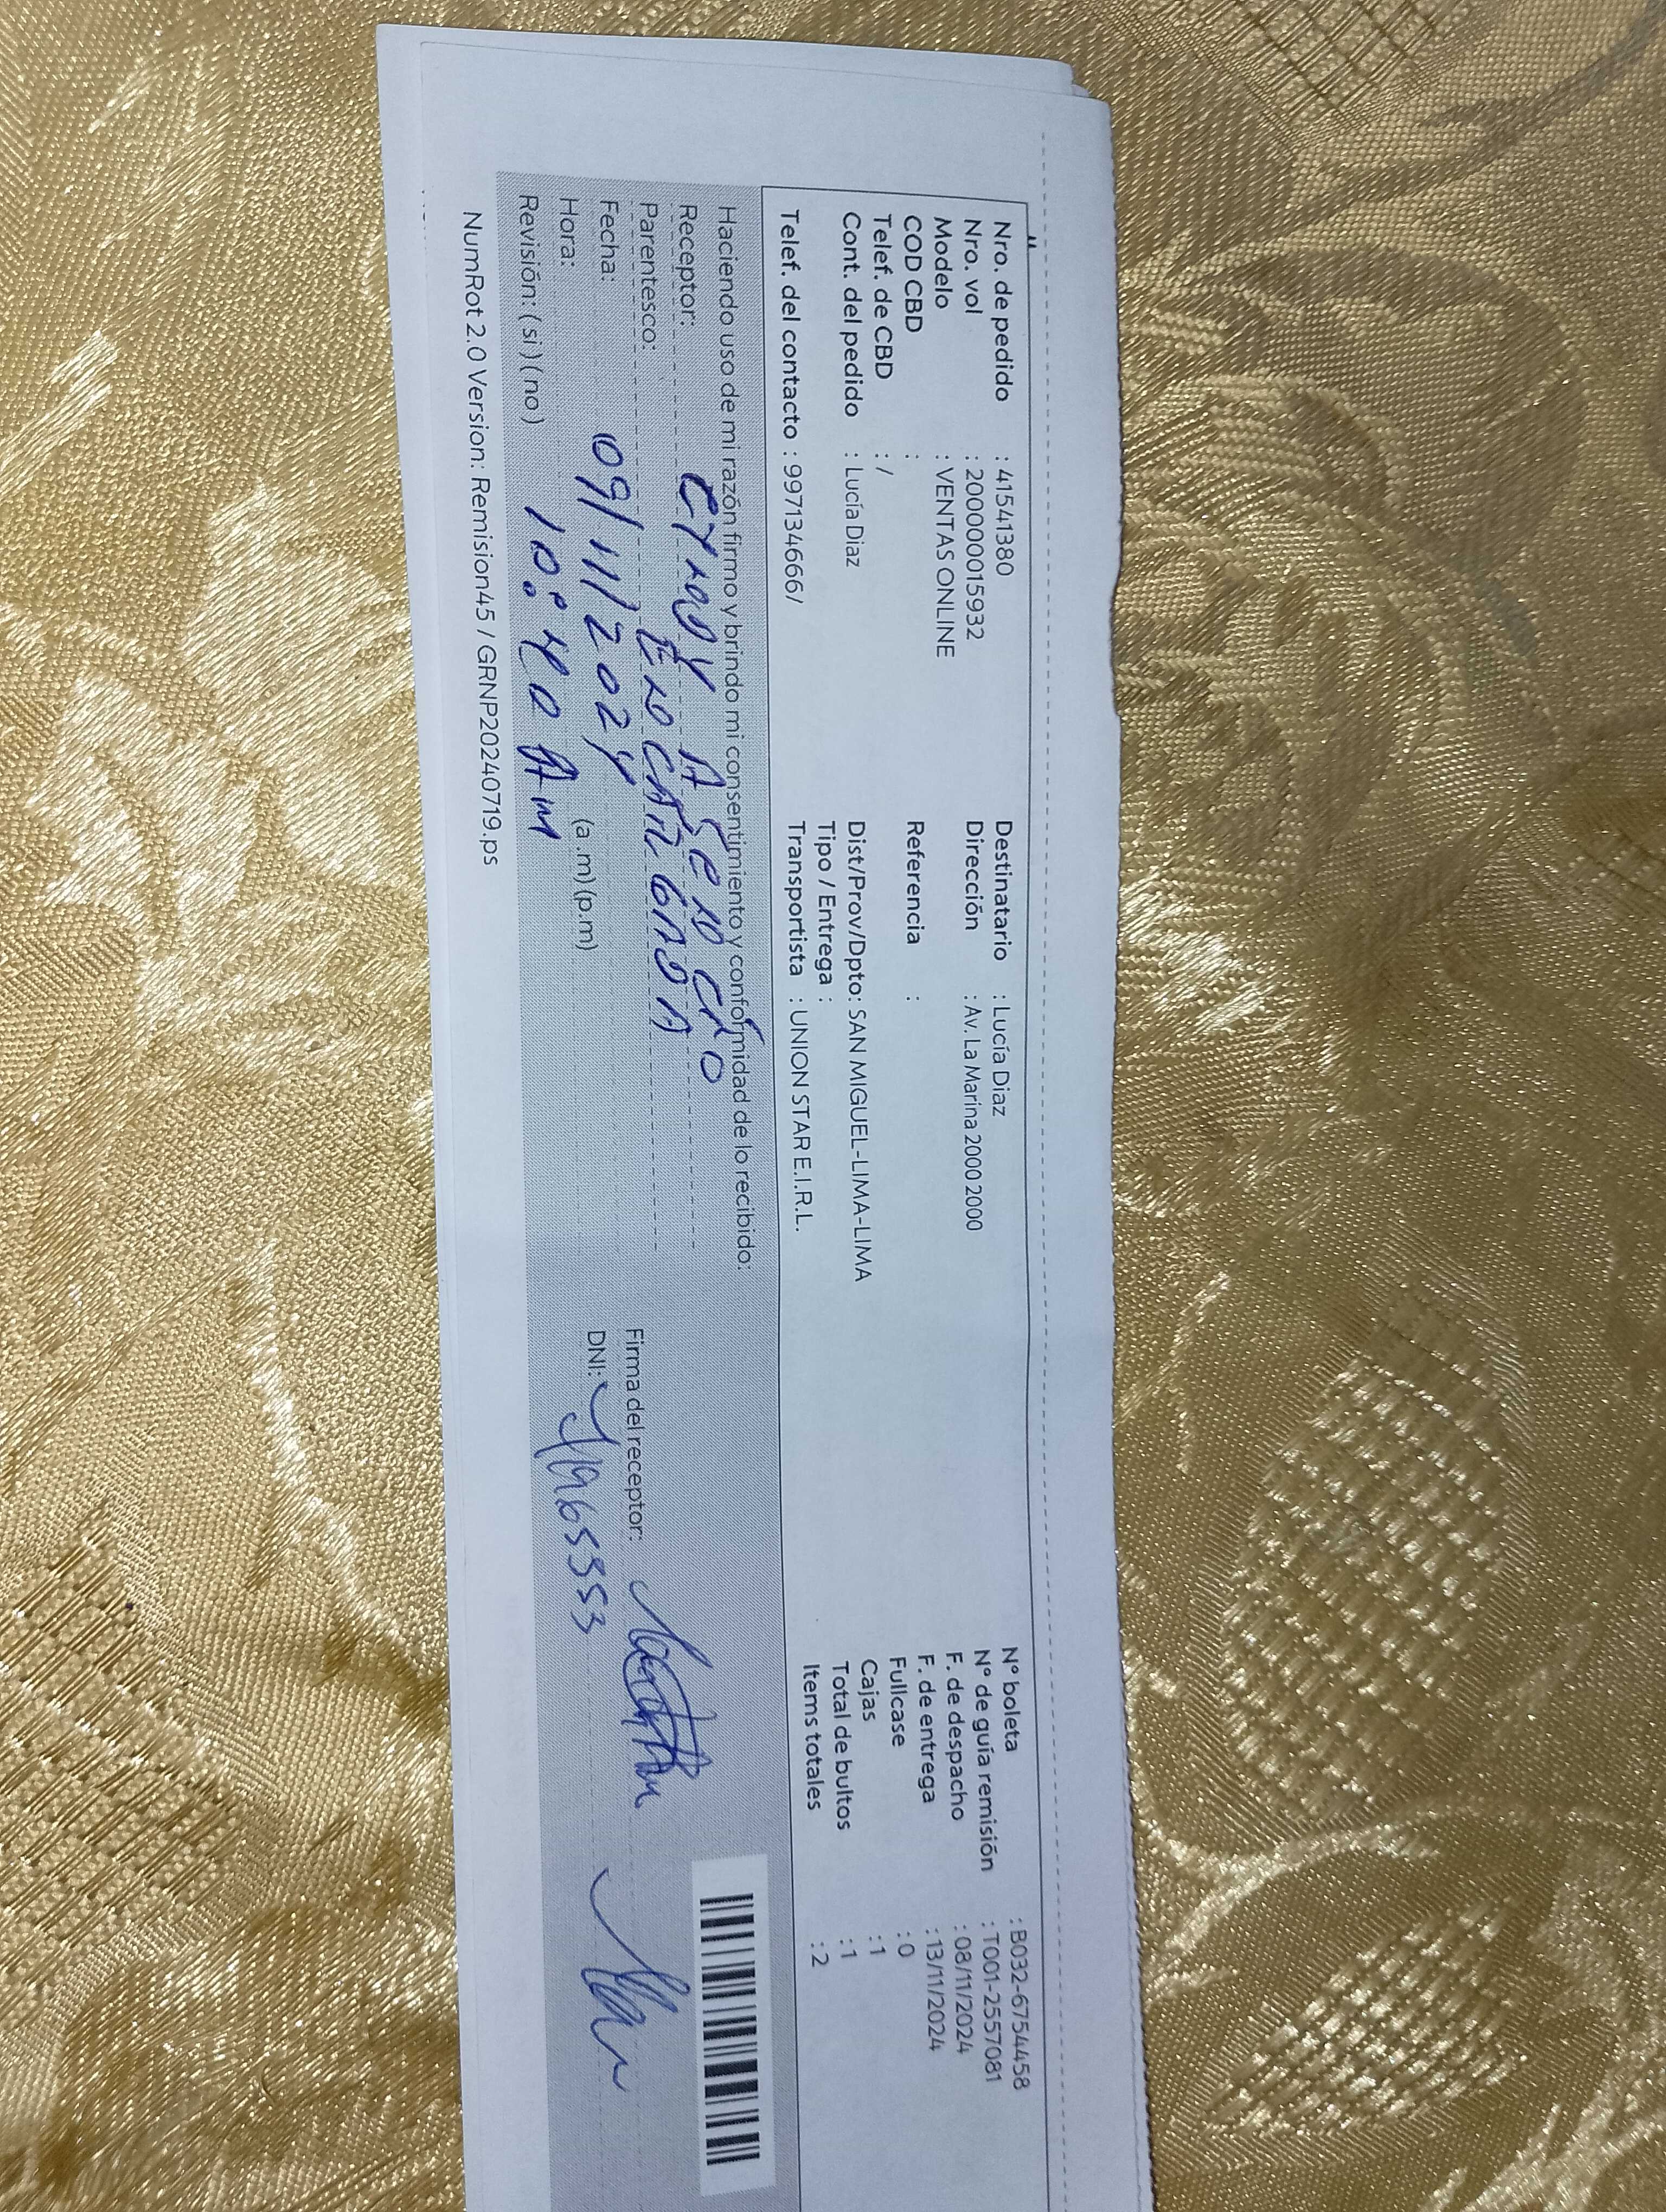 Nro. de pedido : 41541380
Nro. vol : 2000000015932
Modelo : VENTAS ONLINE
COD CBD :
Telef. de CBD : /
Cont. del pedido : Lucía Diaz
Telef. del contacto : 997134666/
Destinatario : Lucía Diaz
Dirección : Av. La Marina 2000 2000
Referencia :
Dist/Prov/Dpto: SAN MIGUEL-LIMA-LIMA
Tipo / Entrega :
Transportista : UNION STAR E.I.R.L.
N° boleta : B032-6754458
N° de guía remisión : T001-2557081
F. de despacho : 08/11/2024
F. de entrega : 13/11/2024
Fullcase : 0
Cajas : 1
Total de bultos : 1
Items totales : 2
Haciendo uso de mi razón firmo y brindo mi consentimiento y conformidad de lo recibido:
Receptor: CYNDY ASENCIO
Parentesco: ENCARGADA
Fecha: 09/11/2024
Hora: 10:40 Am (a.m) (p.m)
Revisión: ( si ) ( no )
Firma del receptor:
DNI:
NumRot 2.0 Version: Remision45 / GRNP20240719.ps